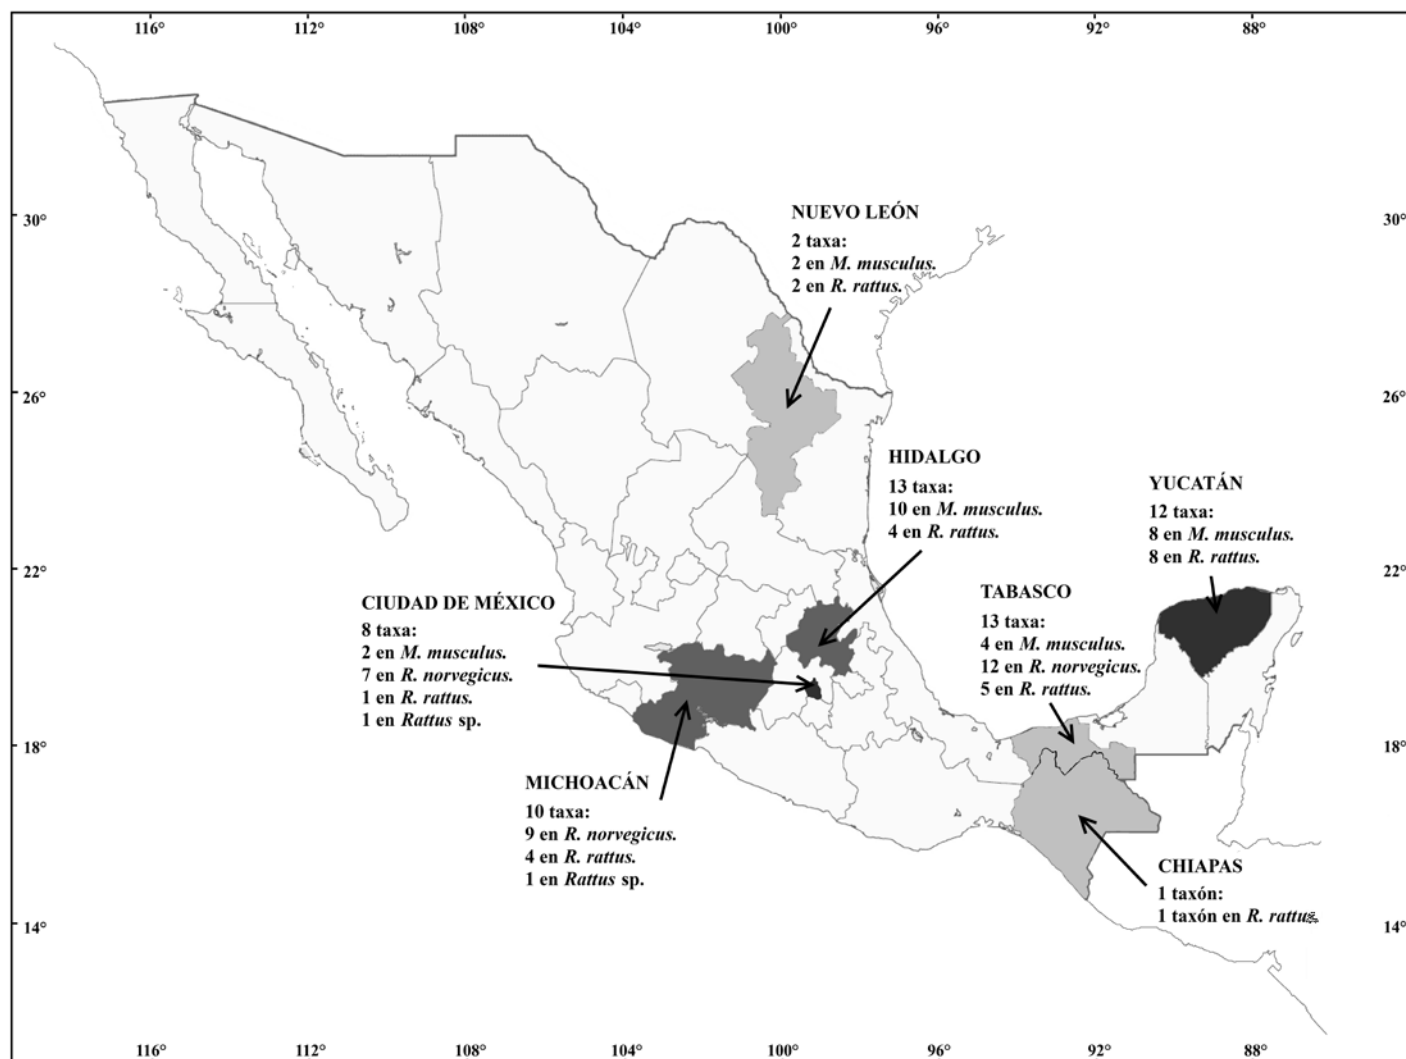 116° 112° 108° 104° 100° 96° 92° 88°
30° 30°
NUEVO LEÓN
2 taxa:
2 en M. musculus.
2 en R. rattus.
26° 26°
HIDALGO
13 taxa:
10 en M. musculus.
4 en R. rattus.
YUCATÁN
12 taxa:
8 en M. musculus.
8 en R. rattus.
22° 22°
CIUDAD DE MÉXICO
8 taxa:
2 en M. musculus.
7 en R. norvegicus.
1 en R. rattus.
1 en Rattus sp.
TABASCO
13 taxa:
4 en M. musculus.
12 en R. norvegicus.
5 en R. rattus.
18° 18°
MICHOACÁN
10 taxa:
9 en R. norvegicus.
4 en R. rattus.
1 en Rattus sp.
CHIAPAS
1 taxón:
1 taxón en R. rattus
14° 14°
116° 112° 108° 104° 100° 96° 92° 88°